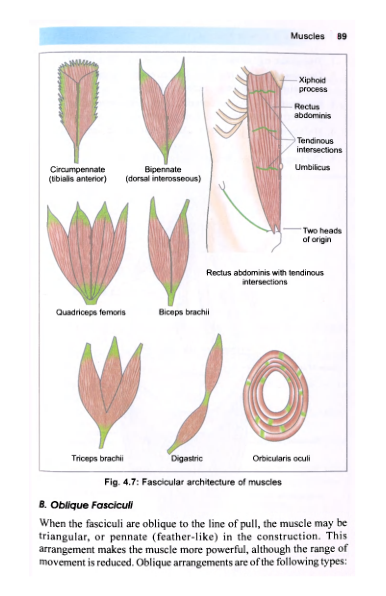 Muscles 89
Xiphoid
process
Rectus
abdominis
Tendinous
intersections
Umbilicus
Two heads
of origin
Circumpennate
(tibialis anterior)
Bipennate
(dorsal interosseous)
Rectus abdominis with tendinous
intersections
Quadriceps femoris
Biceps brachii
Triceps brachii
Digastric
Orbicularis oculi
Fig. 4.7: Fascicular architecture of muscles
B. Oblique Fasciculi
When the fasciculi are oblique to the line of pull, the muscle may be
triangular, or pennate (feather-like) in the construction. This
arrangement makes the muscle more powerful, although the range of
movement is reduced. Oblique arrangements are of the following types: